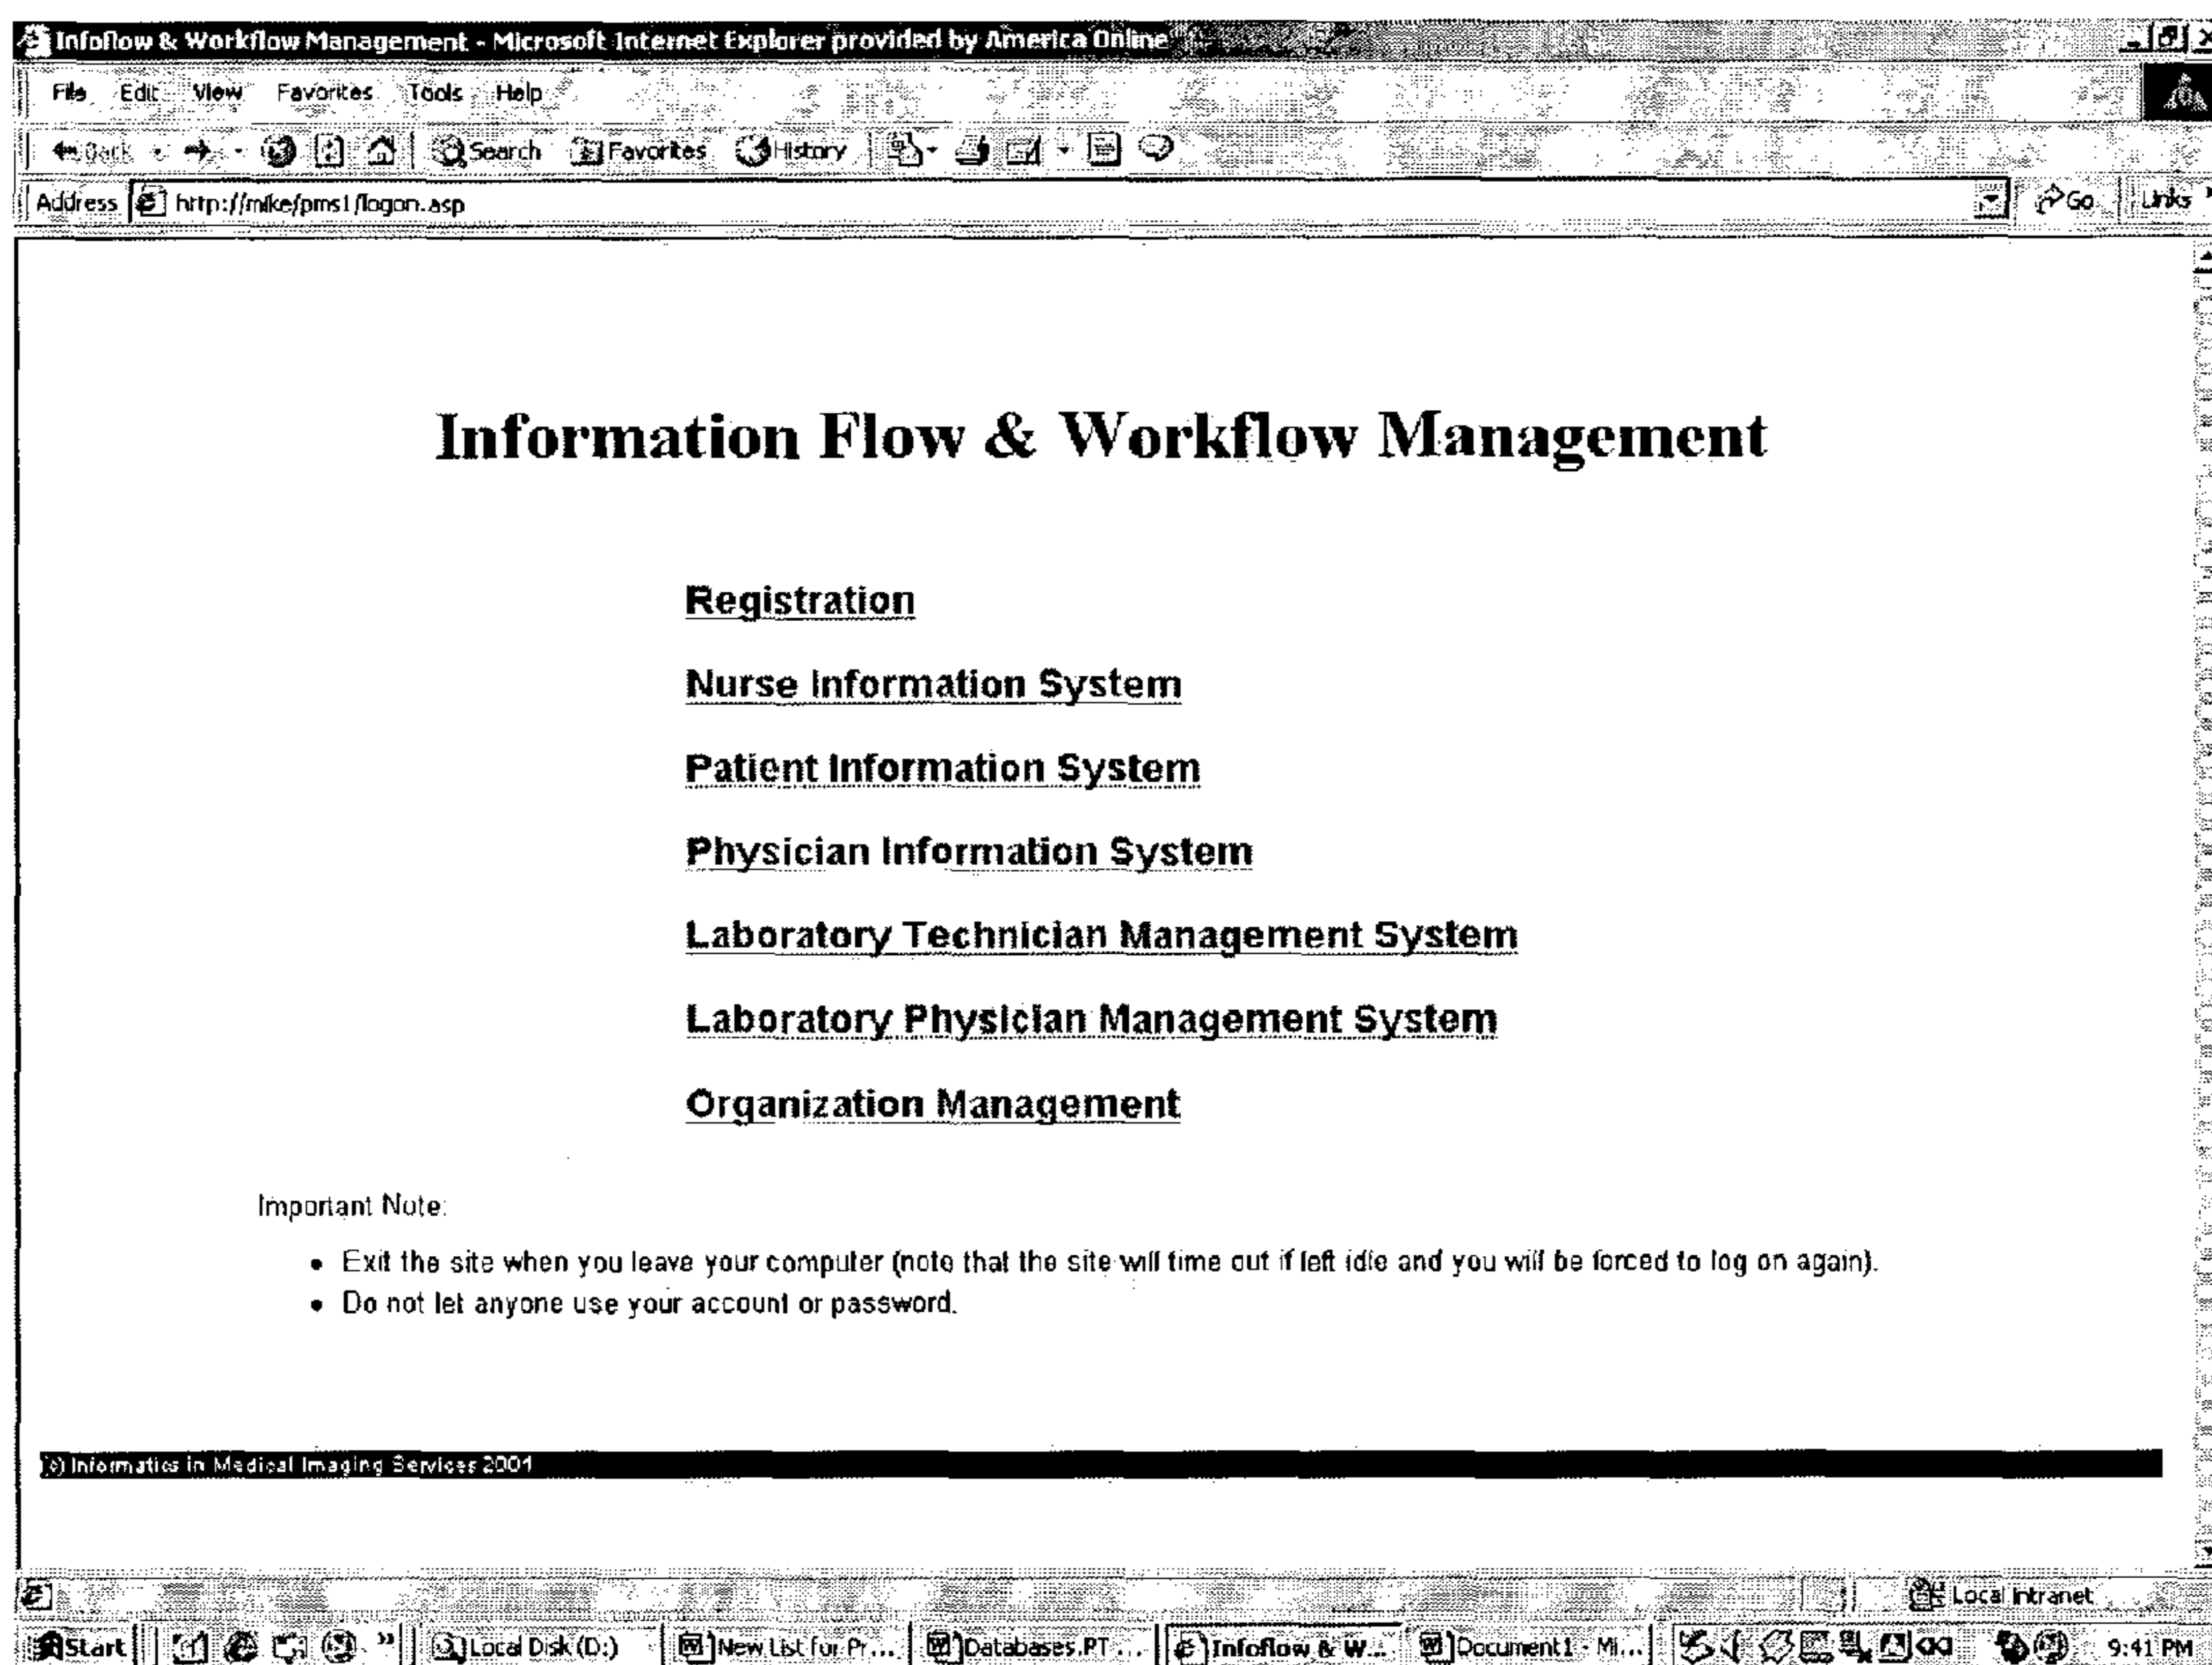 Infoflow & Workflow Management - Microsoft Internet Explorer provided by America Online
File Edit View Favorites Tools Help
Back Search Favorites History
Address http://mike/pms1/logon.asp Go Links »
Information Flow & Workflow Management
Registration
Nurse Information System
Patient Information System
Physician Information System
Laboratory Technician Management System
Laboratory Physician Management System
Organization Management
Important Note:
• Exit the site when you leave your computer (note that the site will time out if left idle and you will be forced to log on again).
• Do not let anyone use your account or password.
(c) Informatics in Medical Imaging Services 2001
Local intranet
Start » Local Disk (D:) New List for Pr... Databases.PT ... Infoflow & W... Document1 - Mi... 9:41 PM